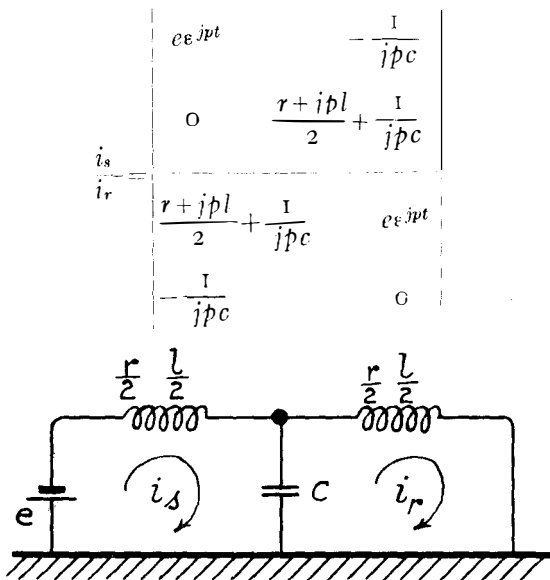 eε^{jpt} − 1/jpc
0 (r + jpl)/2 + 1/jpc
i_s/i_r =
(r + jpl)/2 + 1/jpc eε^{jpt}
− 1/jpc 0
r/2 l/2 r/2 l/2
e i_s C i_r